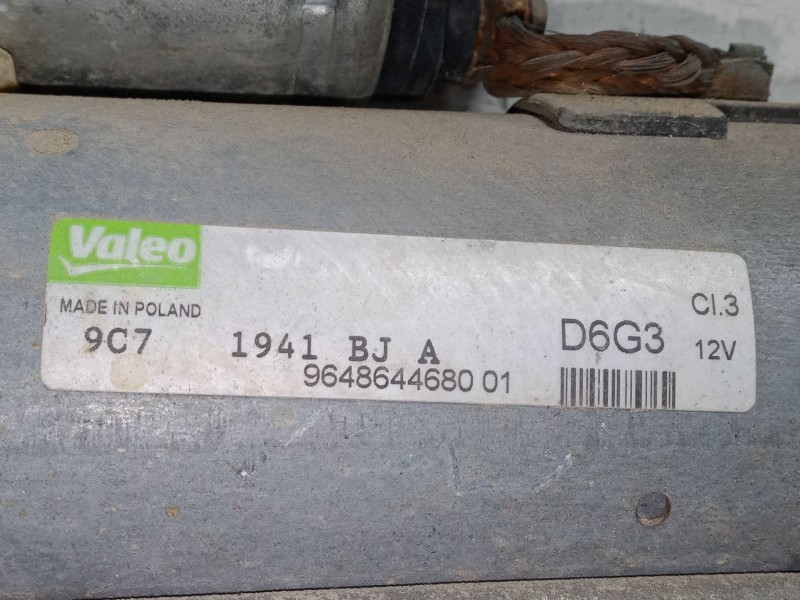 Valeo
MADE IN POLAND
9C7 1941 BJ A
9648644680 01
D6G3
Cl.3
12V